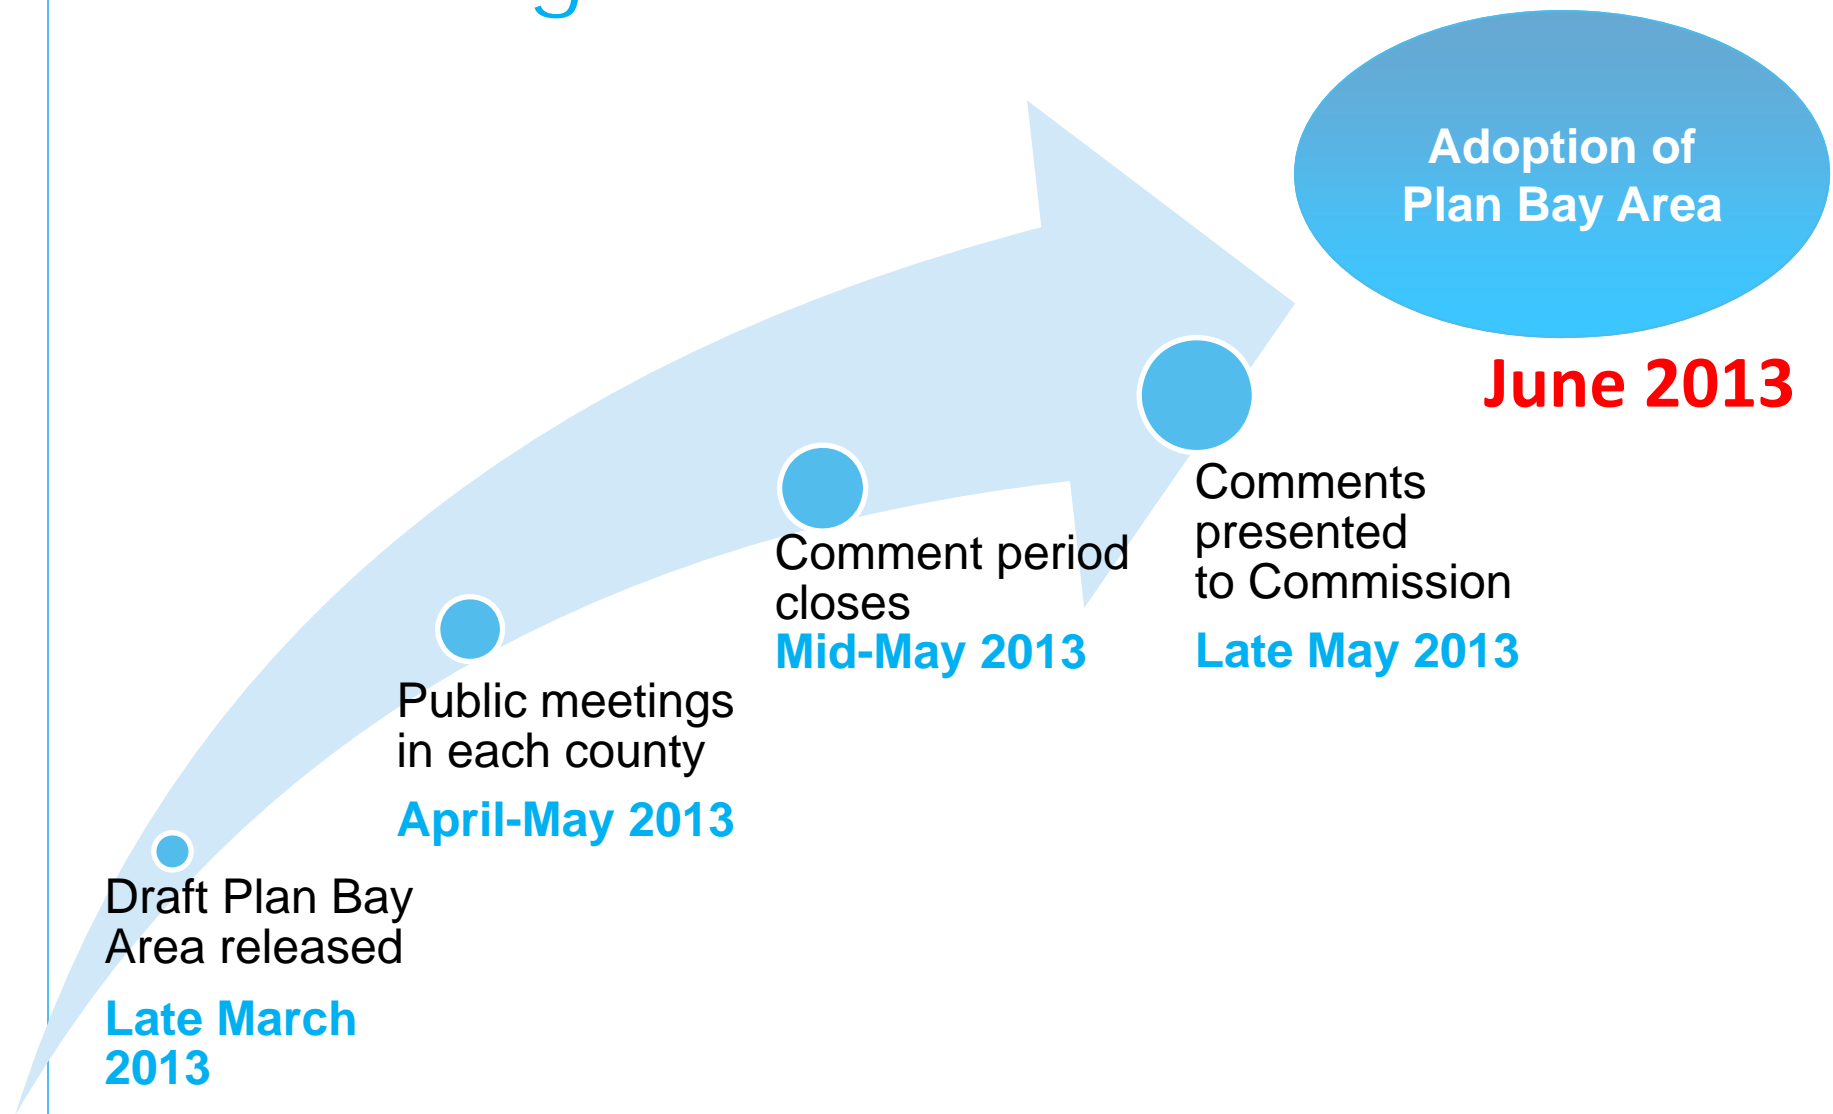 Adoption of
Plan Bay Area
June 2013
Comments
presented
to Commission
Late May 2013
Comment period
closes
Mid-May 2013
Public meetings
in each county
April-May 2013
Draft Plan Bay
Area released
Late March
2013